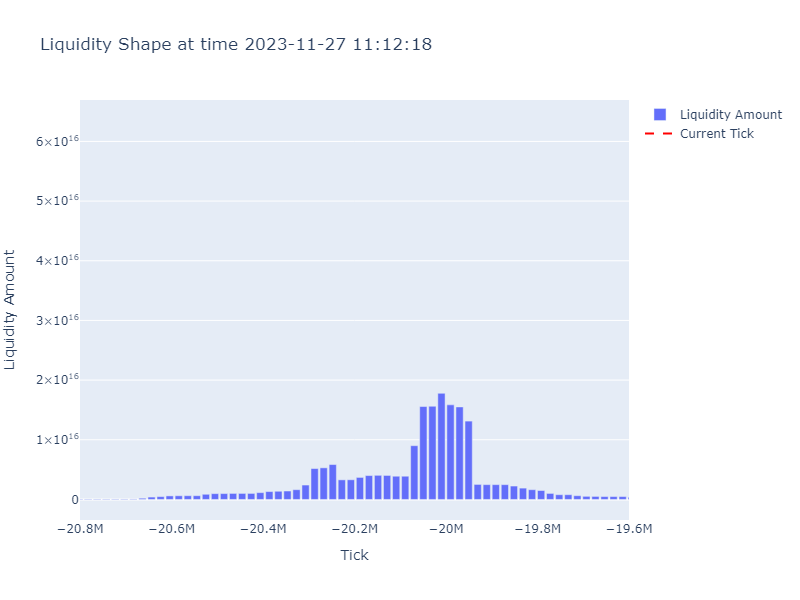 Liquidity Shape at time 2023-11-27 11:12:18
Liquidity Amount
Current Tick
6×10¹⁶
5×10¹⁶
4×10¹⁶
3×10¹⁶
2×10¹⁶
1×10¹⁶
0
Liquidity Amount
−20.8M −20.6M −20.4M −20.2M −20M −19.8M −19.6M
Tick